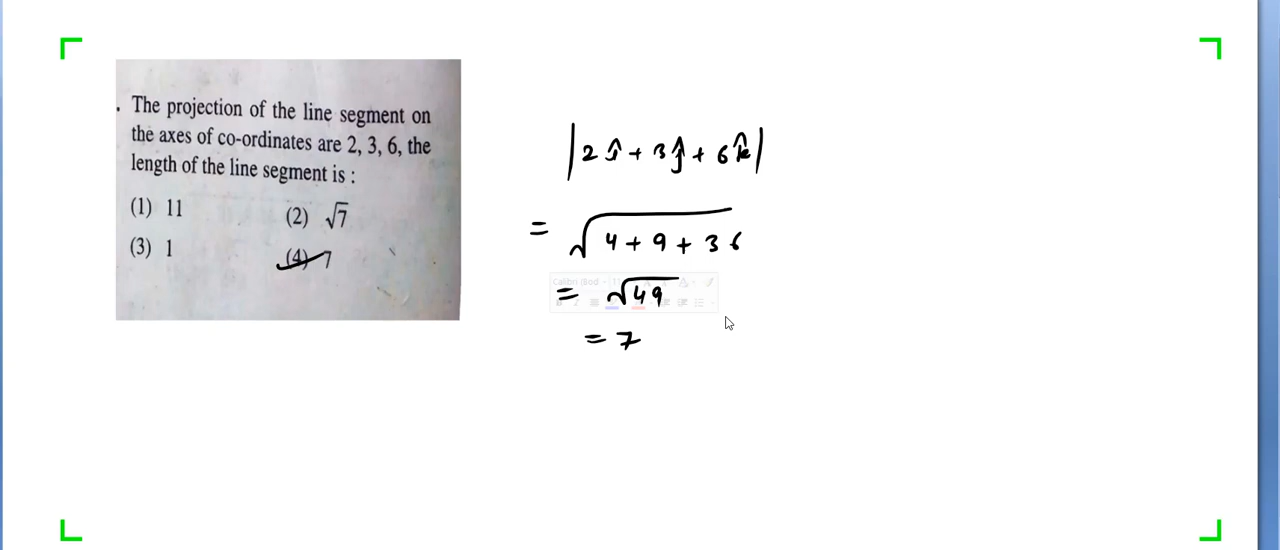 . The projection of the line segment on
the axes of co-ordinates are 2, 3, 6, the
length of the line segment is :
(1) 11 (2) √7
(3) 1 (4) 7
|2î + 3ĵ + 6k̂|
= √4 + 9 + 36
= √49
= 7
Calibri (Bod